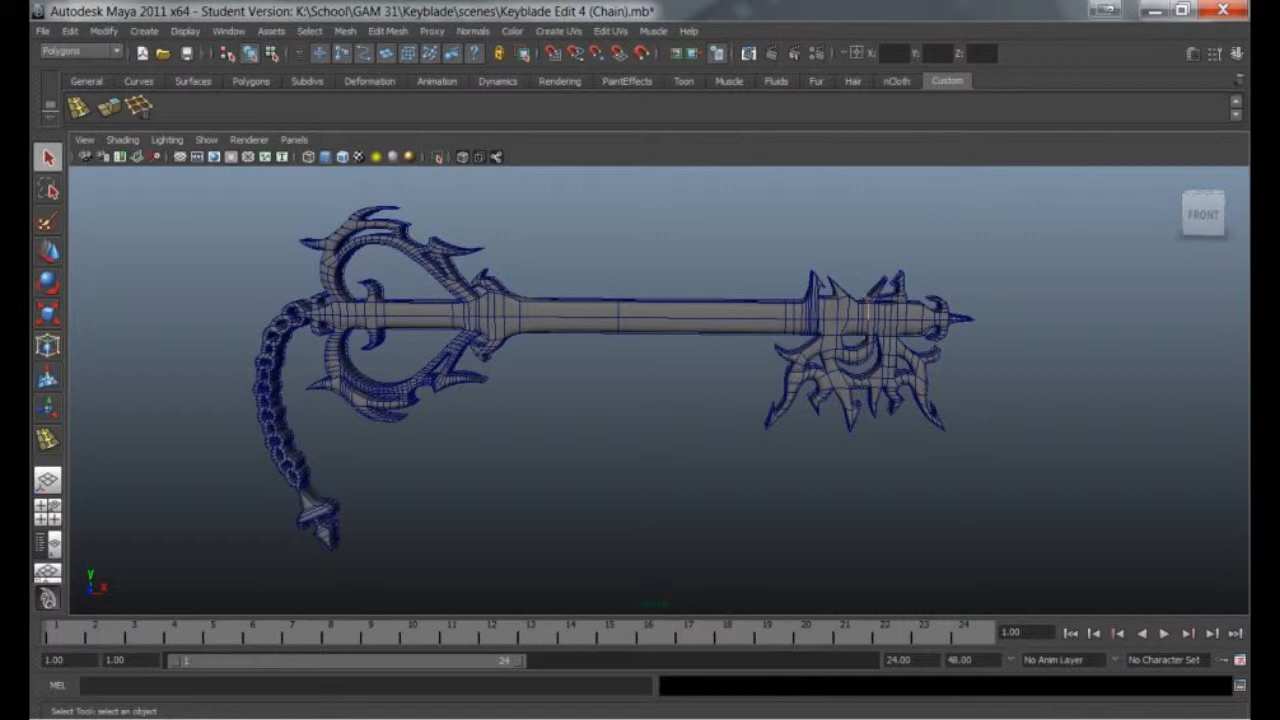 Autodesk Maya 2011 x64 - Student Version: K:\School\GAM 31\Keyblade\scenes\Keyblade Edit 4 (Chain).mb*
File Edit Modify Create Display Window Assets Select Mesh Edit Mesh Proxy Normals Color Create UVs Edit UVs Muscle Help
Polygons X: Y: Z:
General Curves Surfaces Polygons Subdivs Deformation Animation Dynamics Rendering PaintEffects Toon Muscle Fluids Fur Hair nCloth Custom
View Shading Lighting Show Renderer Panels
FRONT
y
x
1 2 3 4 5 6 7 8 9 10 11 12 13 14 15 16 17 18 19 20 21 22 23 24 1.00
1.00 1.00 1 24 24.00 48.00 No Anim Layer No Character Set
MEL
Select Tool: select an object